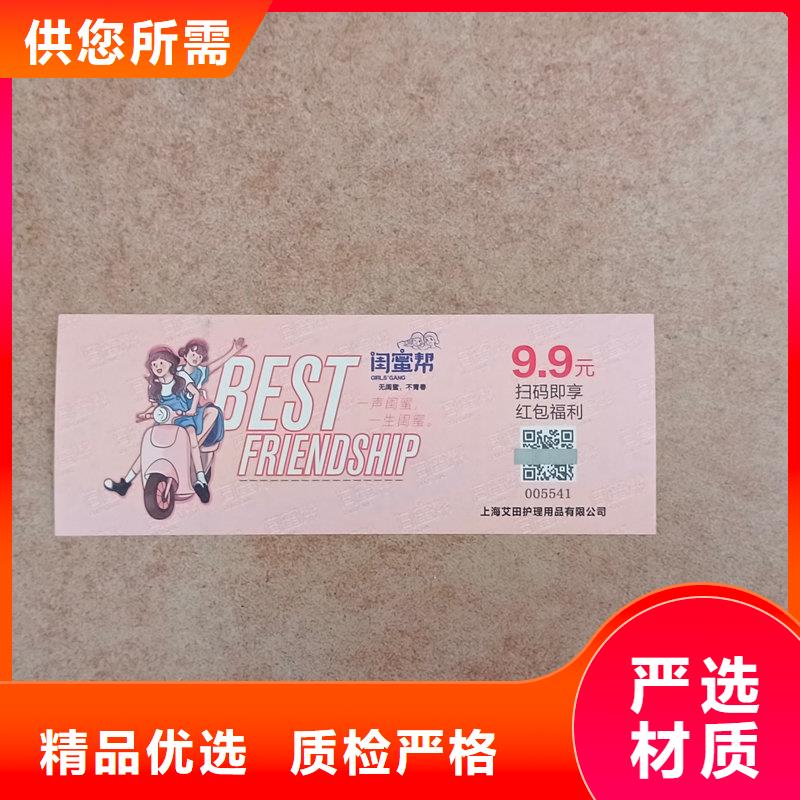 供您所需
BEST
FRIENDSHIP
闺蜜帮
GIRLS' GANG
无闺蜜，不青春
一声闺蜜，
一生闺蜜。
9.9元
扫码即享
红包福利
005541
上海艾田护理用品有限公司
精品优选 质检严格
严选
材质